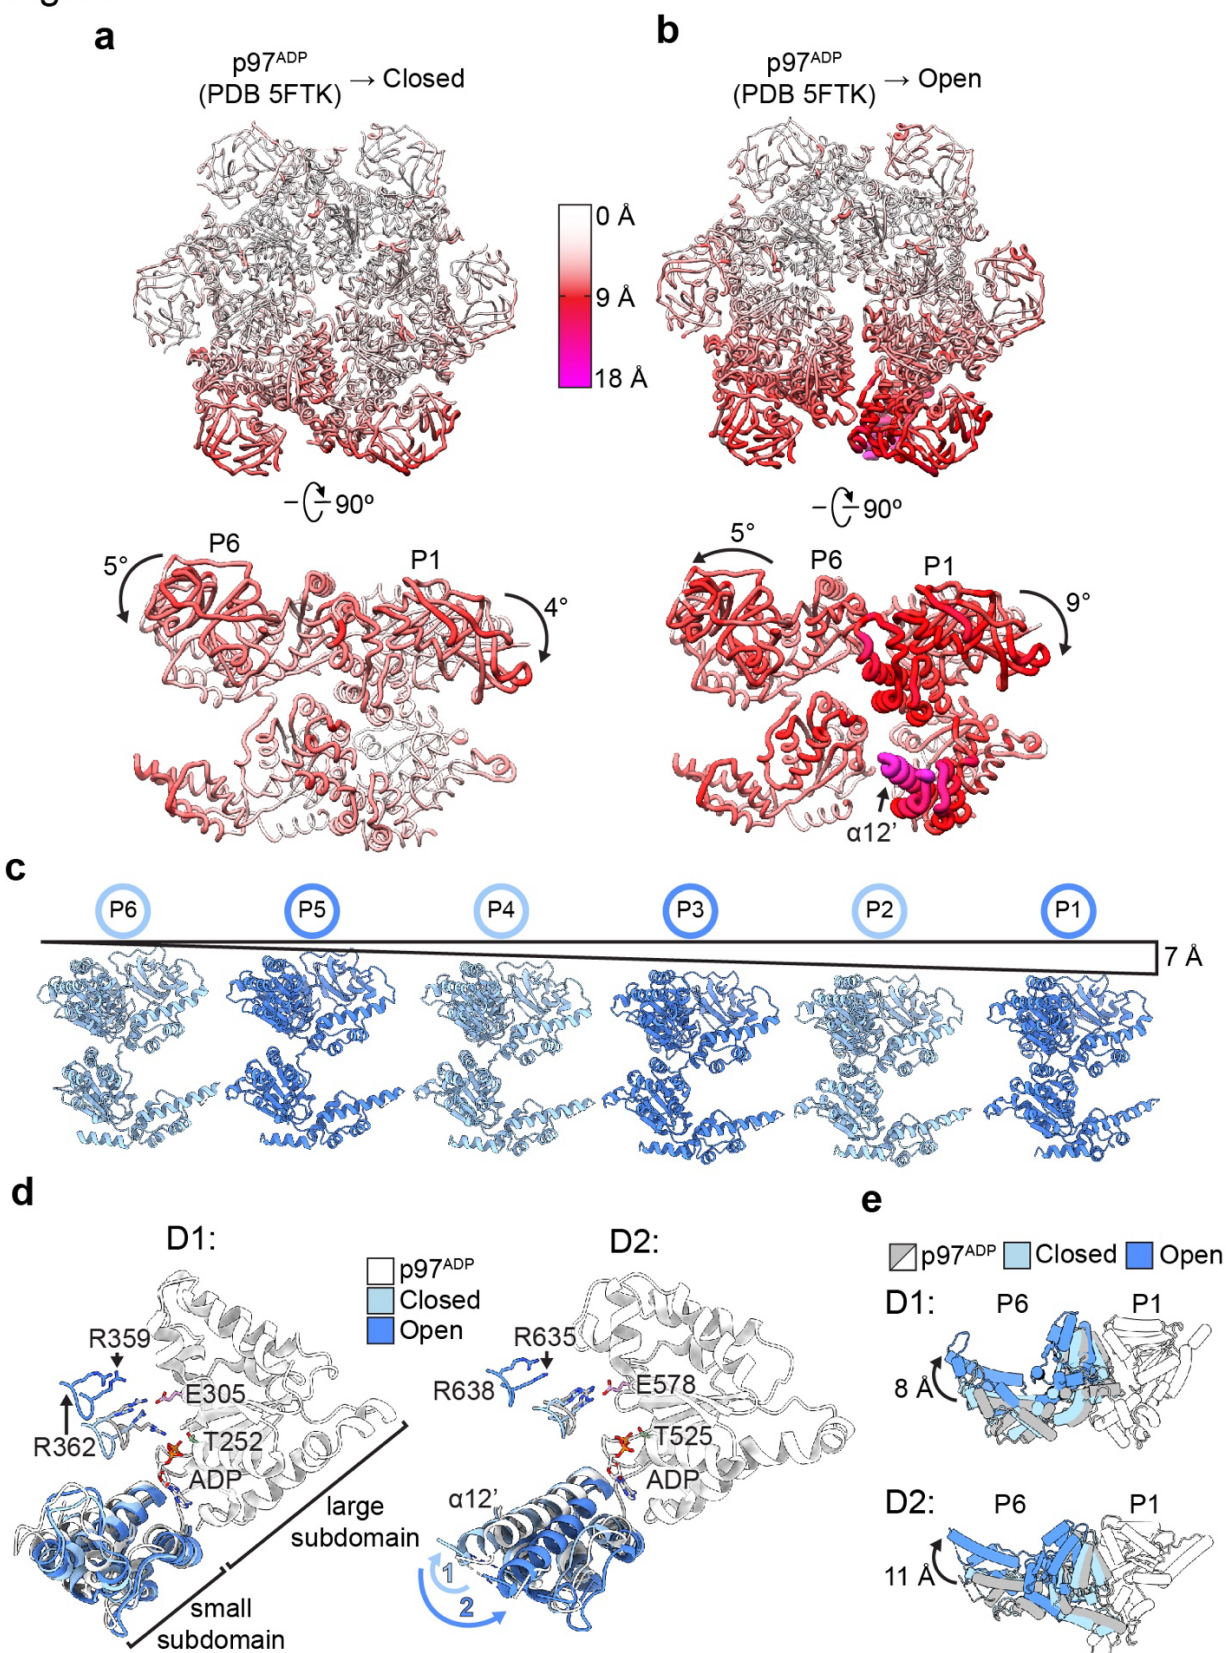 a
p97ADP
(PDB 5FTK) → Closed
b
p97ADP
(PDB 5FTK) → Open
0 Å
9 Å
18 Å
90º
90º
5°
P6
P1
4°
5°
P6
P1
9°
α12’
c
P6 P5 P4 P3 P2 P1
7 Å
d
D1:
p97ADP
Closed
Open
D2:
R359
E305
R362
T252
ADP
large
subdomain
small
subdomain
R635
R638
E578
T525
ADP
α12’
1
2
e
p97ADP Closed Open
D1:
P6 P1
8 Å
D2:
P6 P1
11 Å